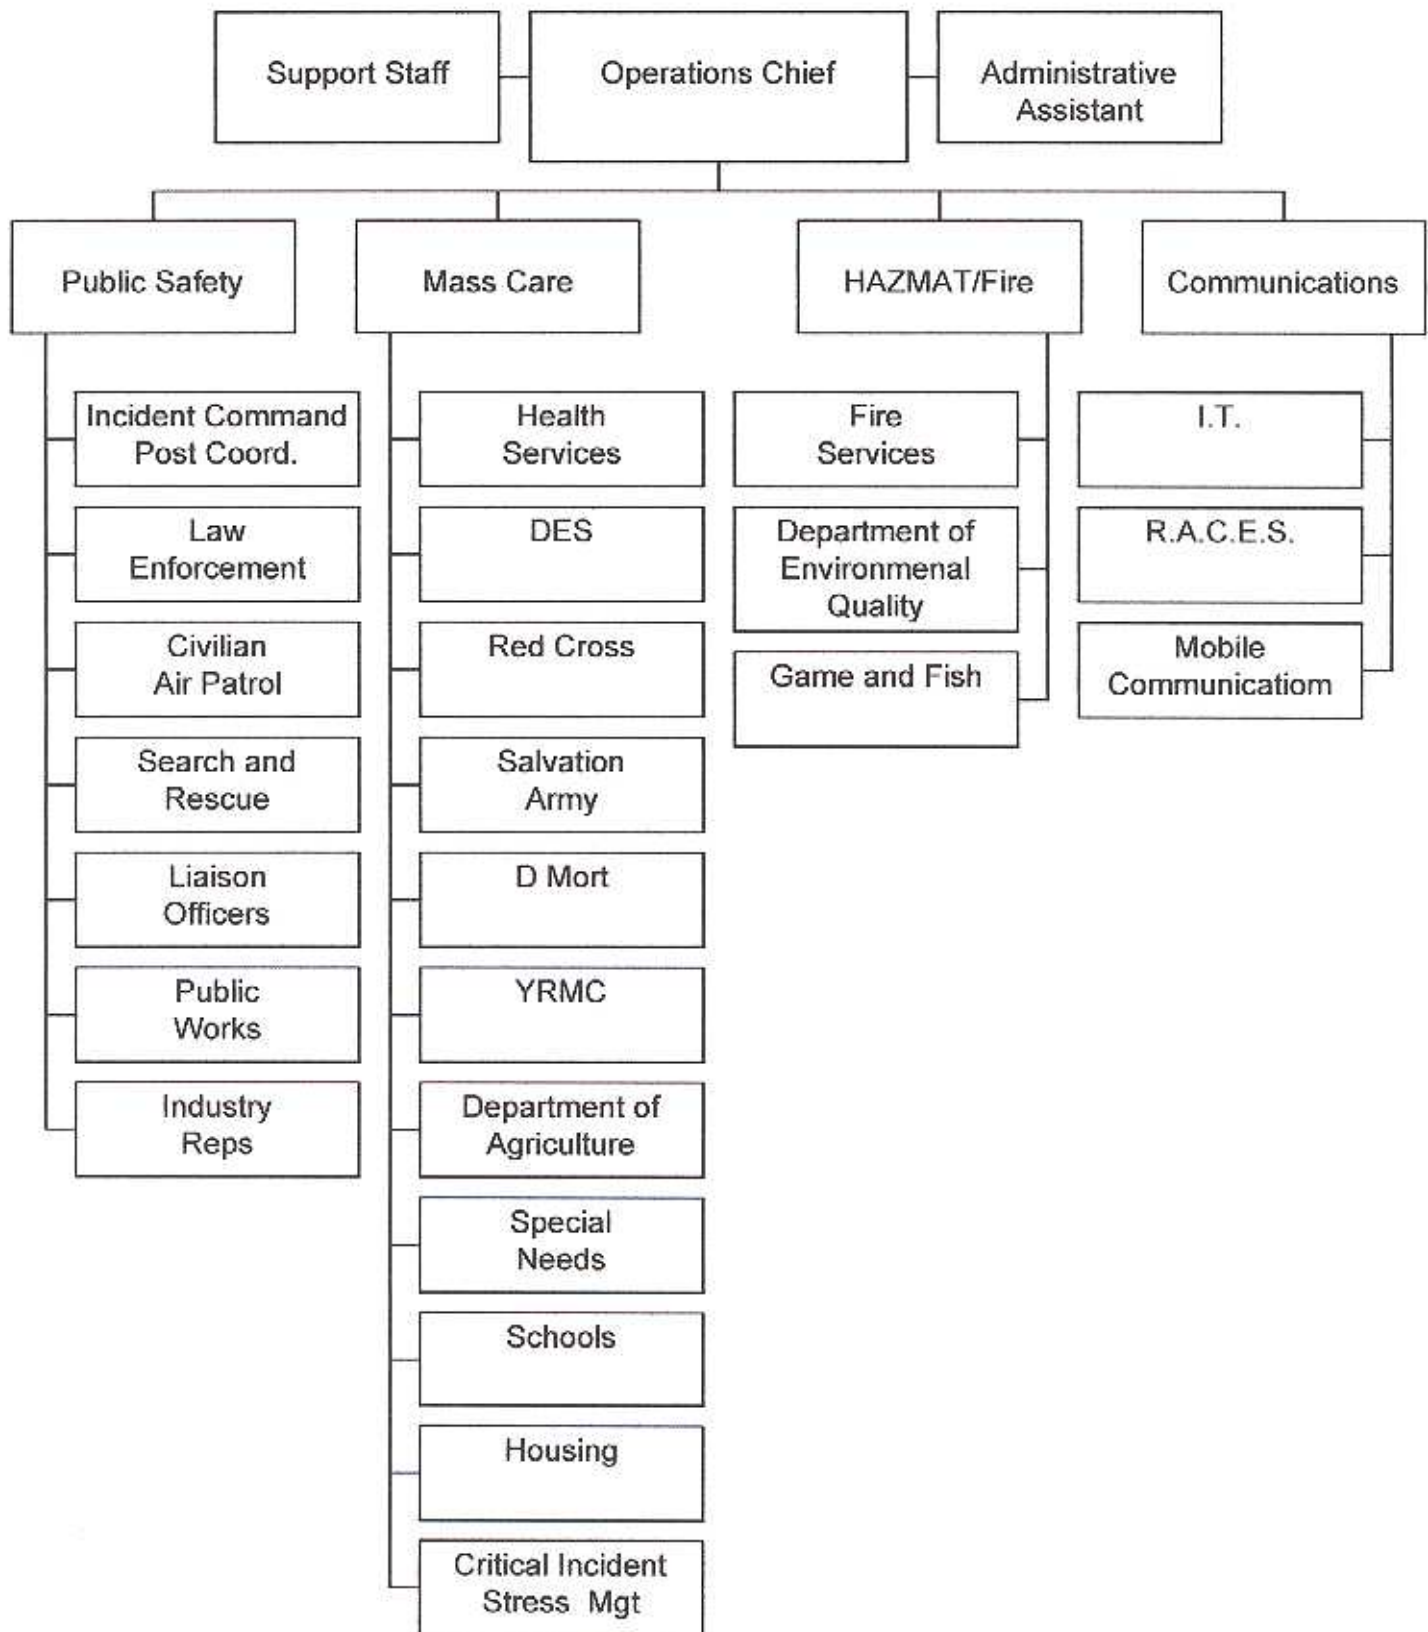 Support Staff
Operations Chief
Administrative
Assistant
Public Safety
Mass Care
HAZMAT/Fire
Communications
Incident Command
Post Coord.
Law
Enforcement
Civilian
Air Patrol
Search and
Rescue
Liaison
Officers
Public
Works
Industry
Reps
Health
Services
DES
Red Cross
Salvation
Army
D Mort
YRMC
Department of
Agriculture
Special
Needs
Schools
Housing
Critical Incident
Stress Mgt
Fire
Services
Department of
Environmenal
Quality
Game and Fish
I.T.
R.A.C.E.S.
Mobile
Communicatiom